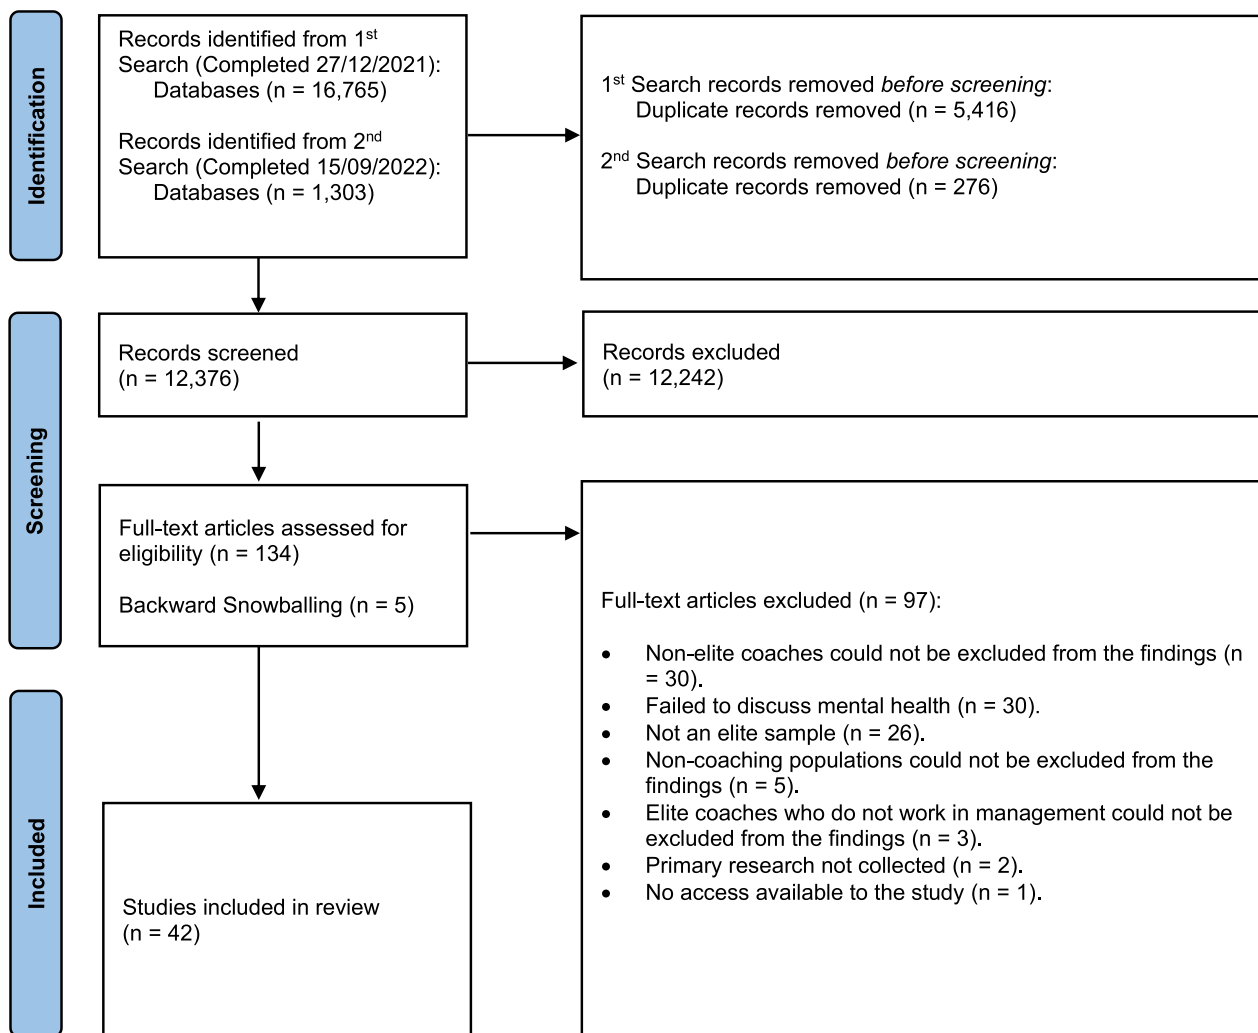 Identification
Records identified from 1st
Search (Completed 27/12/2021):
Databases (n = 16,765)
Records identified from 2nd
Search (Completed 15/09/2022):
Databases (n = 1,303)
1st Search records removed before screening:
Duplicate records removed (n = 5,416)
2nd Search records removed before screening:
Duplicate records removed (n = 276)
Screening
Records screened
(n = 12,376)
Records excluded
(n = 12,242)
Full-text articles assessed for
eligibility (n = 134)
Backward Snowballing (n = 5)
Full-text articles excluded (n = 97):
• Non-elite coaches could not be excluded from the findings (n
= 30).
• Failed to discuss mental health (n = 30).
• Not an elite sample (n = 26).
• Non-coaching populations could not be excluded from the
findings (n = 5).
• Elite coaches who do not work in management could not be
excluded from the findings (n = 3).
• Primary research not collected (n = 2).
• No access available to the study (n = 1).
Included
Studies included in review
(n = 42)